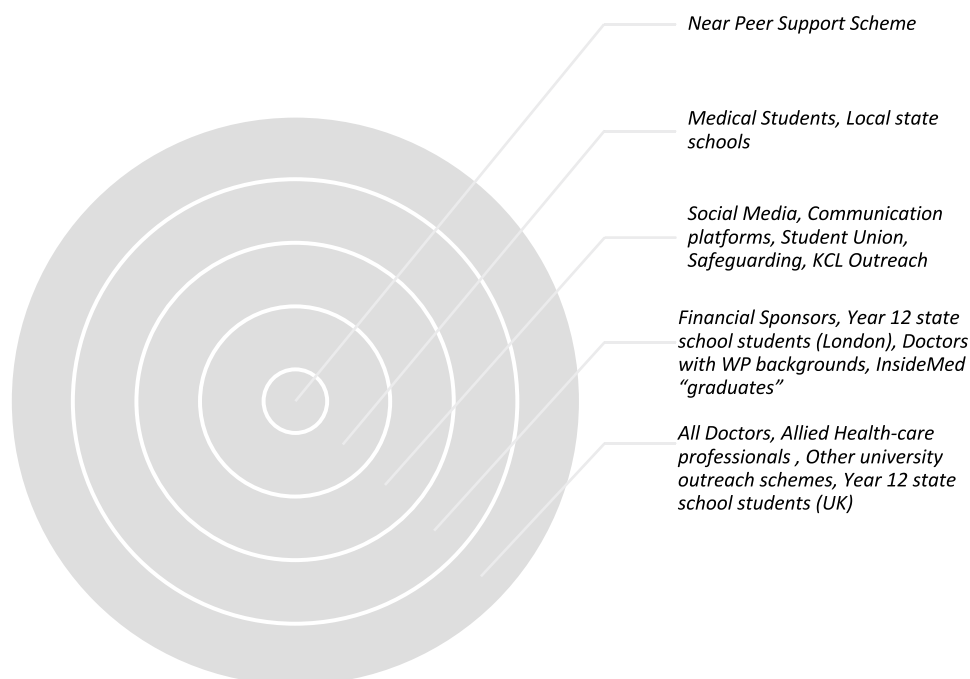 Near Peer Support Scheme
Medical Students, Local state
schools
Social Media, Communication
platforms, Student Union,
Safeguarding, KCL Outreach
Financial Sponsors, Year 12 state
school students (London), Doctors
with WP backgrounds, InsideMed
“graduates”
All Doctors, Allied Health-care
professionals , Other university
outreach schemes, Year 12 state
school students (UK)